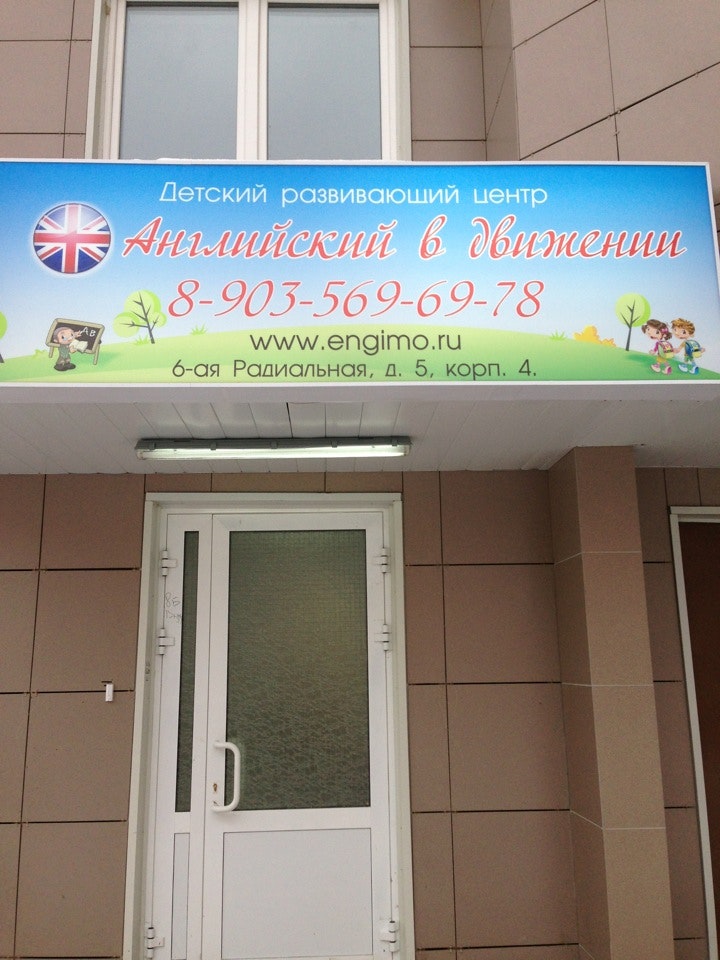 Детский развивающий центр
Английский в движении
8-903-569-69-78
www.engimo.ru
6-ая Радиальная, д. 5, корп. 4.
АВ